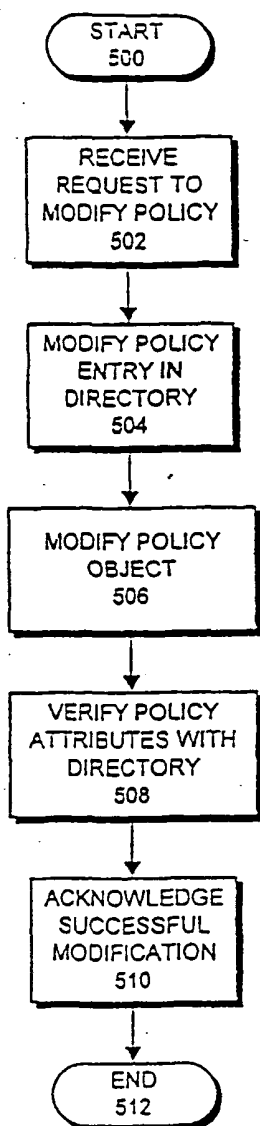 START
500
RECEIVE
REQUEST TO
MODIFY POLICY
502
MODIFY POLICY
ENTRY IN
DIRECTORY
504
MODIFY POLICY
OBJECT
506
VERIFY POLICY
ATTRIBUTES WITH
DIRECTORY
508
ACKNOWLEDGE
SUCCESSFUL
MODIFICATION
510
END
512